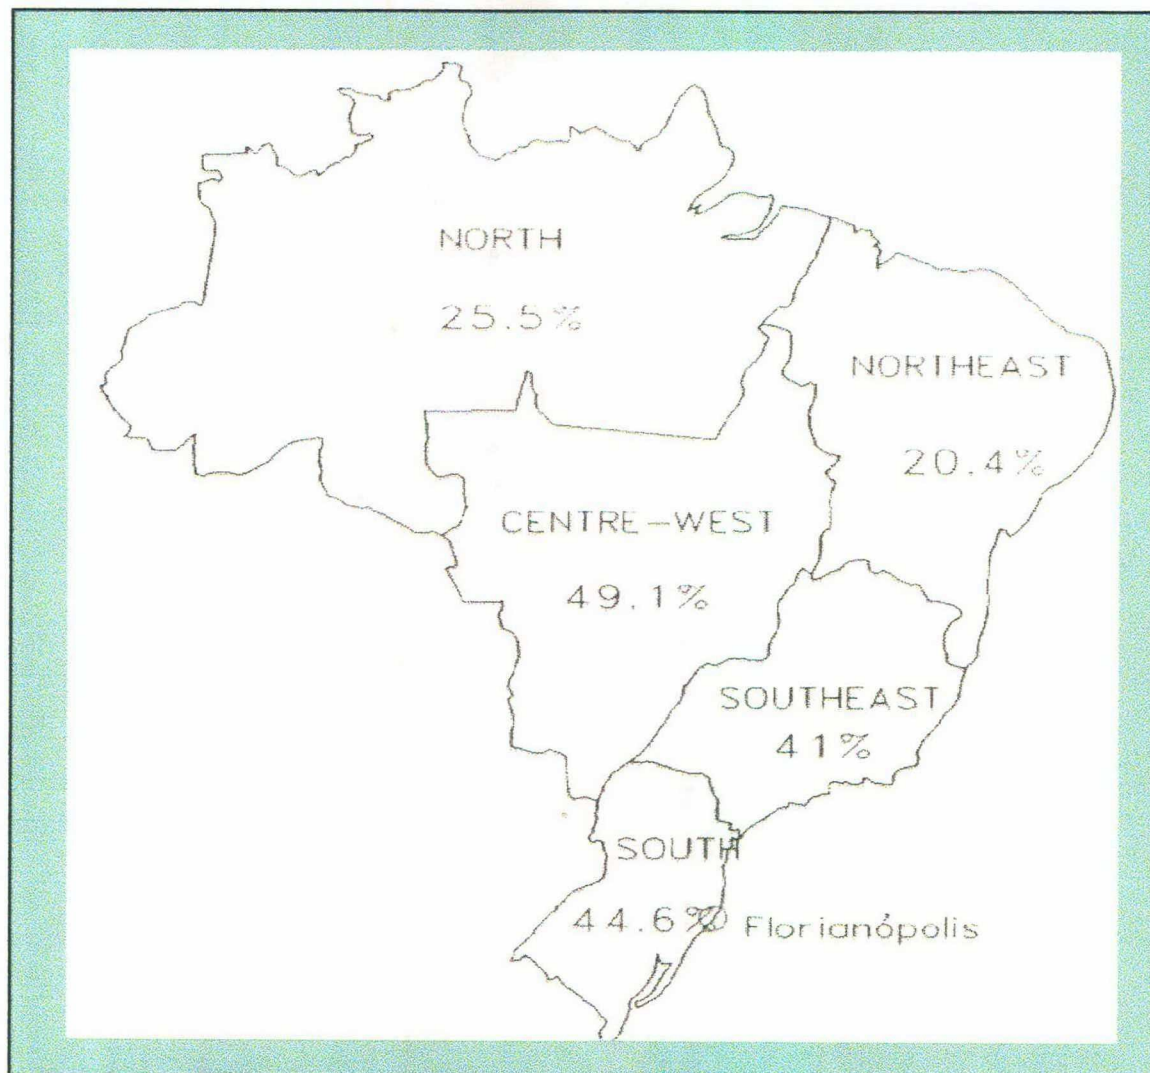 NORTH
25.5%
NORTHEAST
20.4%
CENTRE-WEST
49.1%
SOUTHEAST
41%
SOUTH
44.6%
Florianópolis